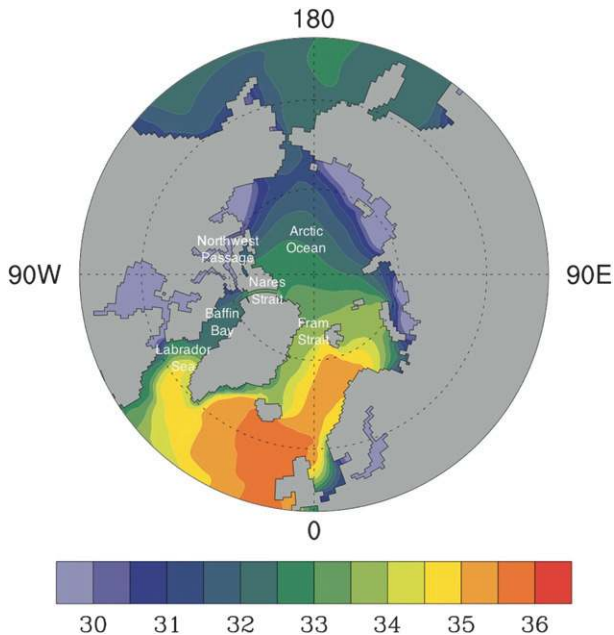 180
Arctic
Ocean
Northwest
Passage
90W
90E
Nares
Strait
Baffin
Bay
Fram
Strait
Labrador
Sea
0
30 31 32 33 34 35 36